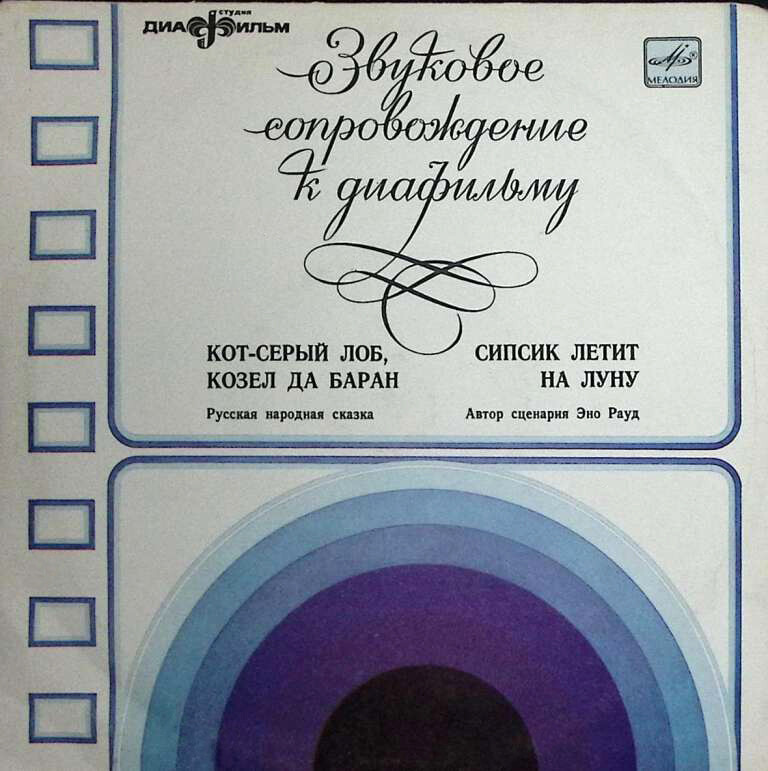 студия
ДИАФИЛЬМ
МЕЛОДИЯ
Звуковое
сопровождение
к диафильму
КОТ-СЕРЫЙ ЛОБ,
КОЗЕЛ ДА БАРАН
Русская народная сказка
СИПСИК ЛЕТИТ
НА ЛУНУ
Автор сценария Эно Рауд